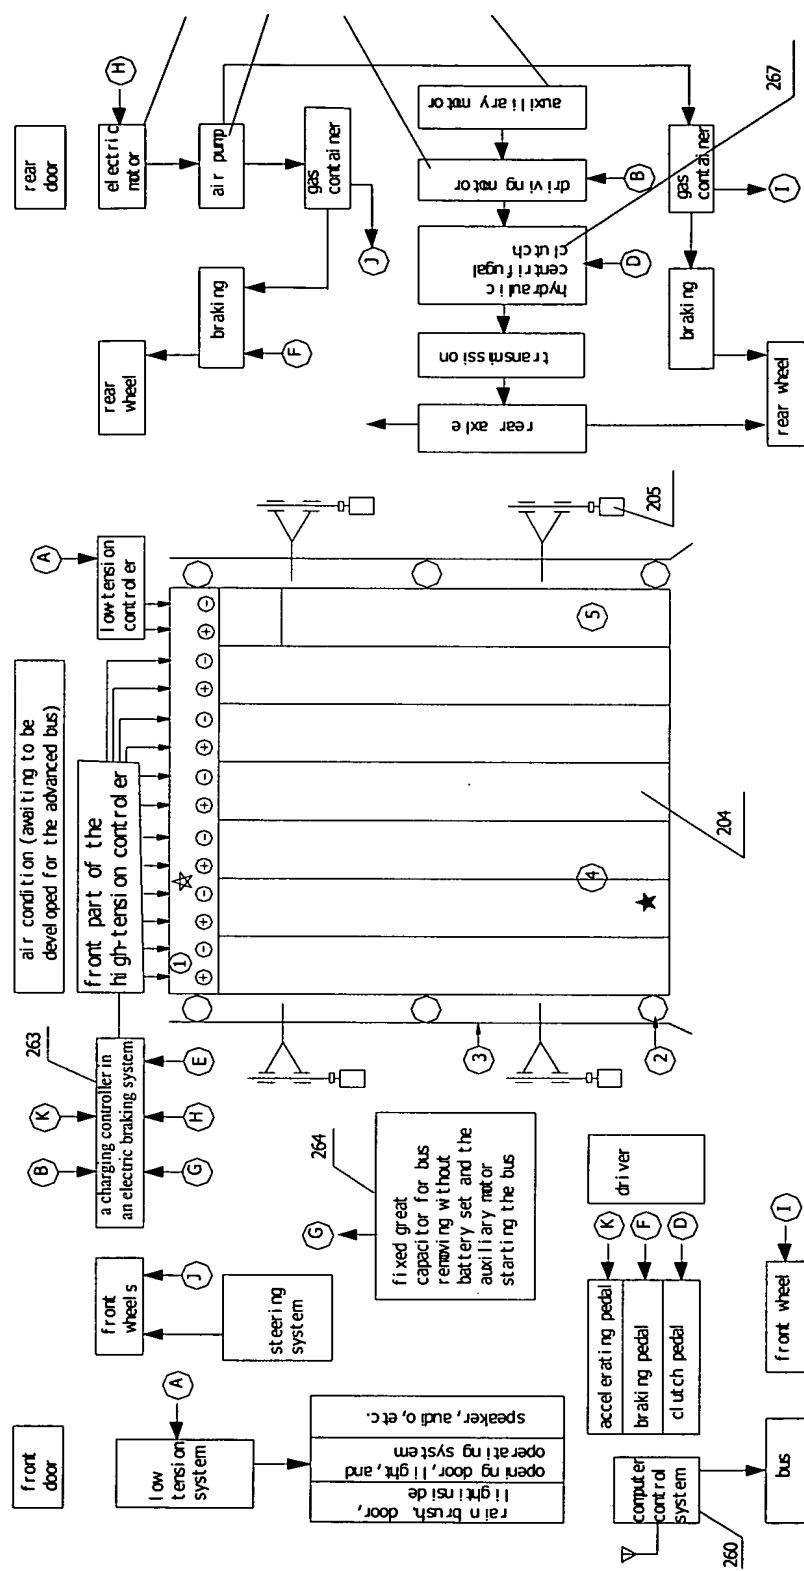 front
door
low
tension
system
A
rain brush, door,
light inside
opening door, light, and
operating system
speaker, audio, etc.
computer
control
system
260
bus
front
wheels
J
steering
system
B
K
263
a charging controller in
an electric braking system
G
H
E
G
264
fixed great
capacitor for bus
removing without
battery set and the
auxiliary motor
starting the bus
accelerating pedal
braking pedal
clutch pedal
K
F
D
driver
front wheel
I
air condition (awaiting to be
developed for the advanced bus)
front part of the
high-tension controller
low tension
controller
A
1
+ - + - + - + - + - + - + -
4
5
3
2
204
205
rear
door
rear
wheel
electric
motor
H
air pump
gas
container
J
braking
F
auxiliary motor
driving motor
B
hydraulic
centrifugal
clutch
D
267
transmission
rear axle
gas
container
I
braking
rear wheel